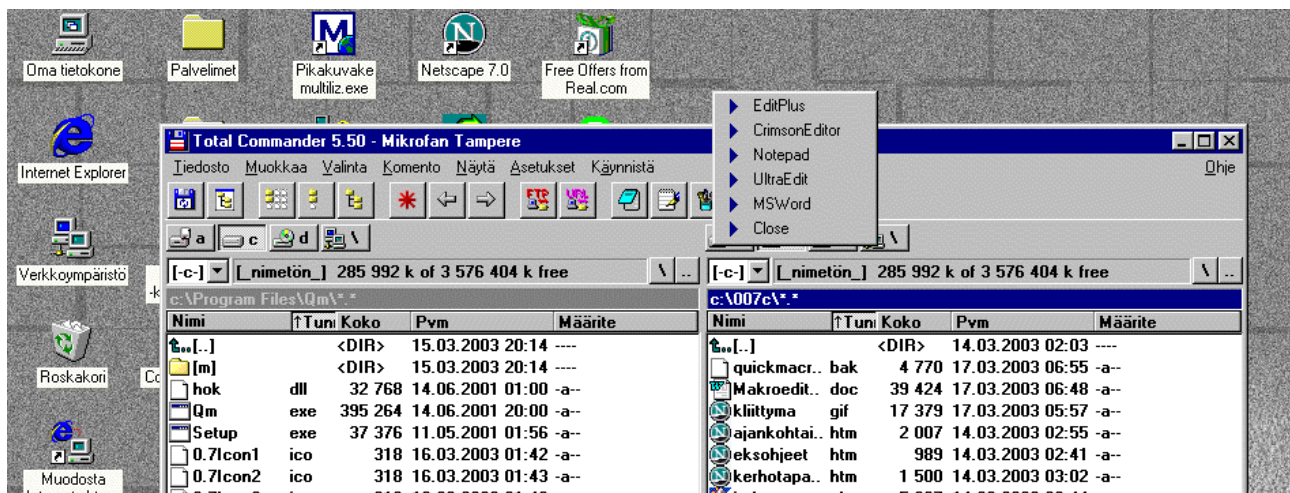 Oma tietokone
Palvelimet
Pikakuvake
multiliz.exe
Netscape 7.0
Free Offers from
Real.com
Internet Explorer
Verkkoympäristö
Roskakori
Muodosta
EditPlus
CrimsonEditor
Notepad
UltraEdit
MSWord
Close
Total Commander 5.50 - Mikrofan Tampere
Tiedosto Muokkaa Valinta Komento Näytä Asetukset Käynnistä Ohje
FTP URL
a c d \ \
[-c-] [_nimetön_] 285 992 k of 3 576 404 k free \ .. [-c-] [_nimetön_] 285 992 k of 3 576 404 k free \ ..
c:\Program Files\Qm\*.* c:\007c\*.*
Nimi ↑Tuni Koko Pvm Määrite Nimi ↑Tuni Koko Pvm Määrite
[..] <DIR> 15.03.2003 20:14 ---- [..] <DIR> 14.03.2003 02:03 ----
[m] <DIR> 15.03.2003 20:14 ---- quickmacr.. bak 4 770 17.03.2003 06:55 -a--
hok dll 32 768 14.06.2001 01:00 -a-- Makroedit.. doc 39 424 17.03.2003 06:48 -a--
Qm exe 395 264 14.06.2001 20:00 -a-- kliittyma gif 17 379 17.03.2003 05:57 -a--
Setup exe 37 376 11.05.2001 01:56 -a-- ajankohtai.. htm 2 007 14.03.2003 02:55 -a--
0.7Icon1 ico 318 16.03.2003 01:42 -a-- eksohjeet htm 989 14.03.2003 02:41 -a--
0.7Icon2 ico 318 16.03.2003 01:43 -a-- kerhotapa.. htm 1 500 14.03.2003 03:02 -a--